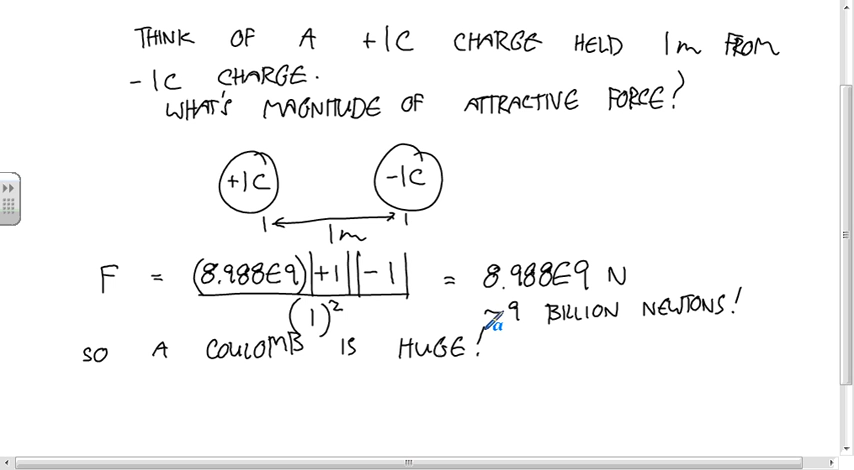 THINK OF A +1C CHARGE HELD 1m FROM
-1C CHARGE.
WHAT'S MAGNITUDE OF ATTRACTIVE FORCE?
+1C -1C
1m
F = (8.988E9)|+1||-1| / (1)² = 8.988E9 N
~9 BILLION NEWTONS!
SO A COULOMB IS HUGE!